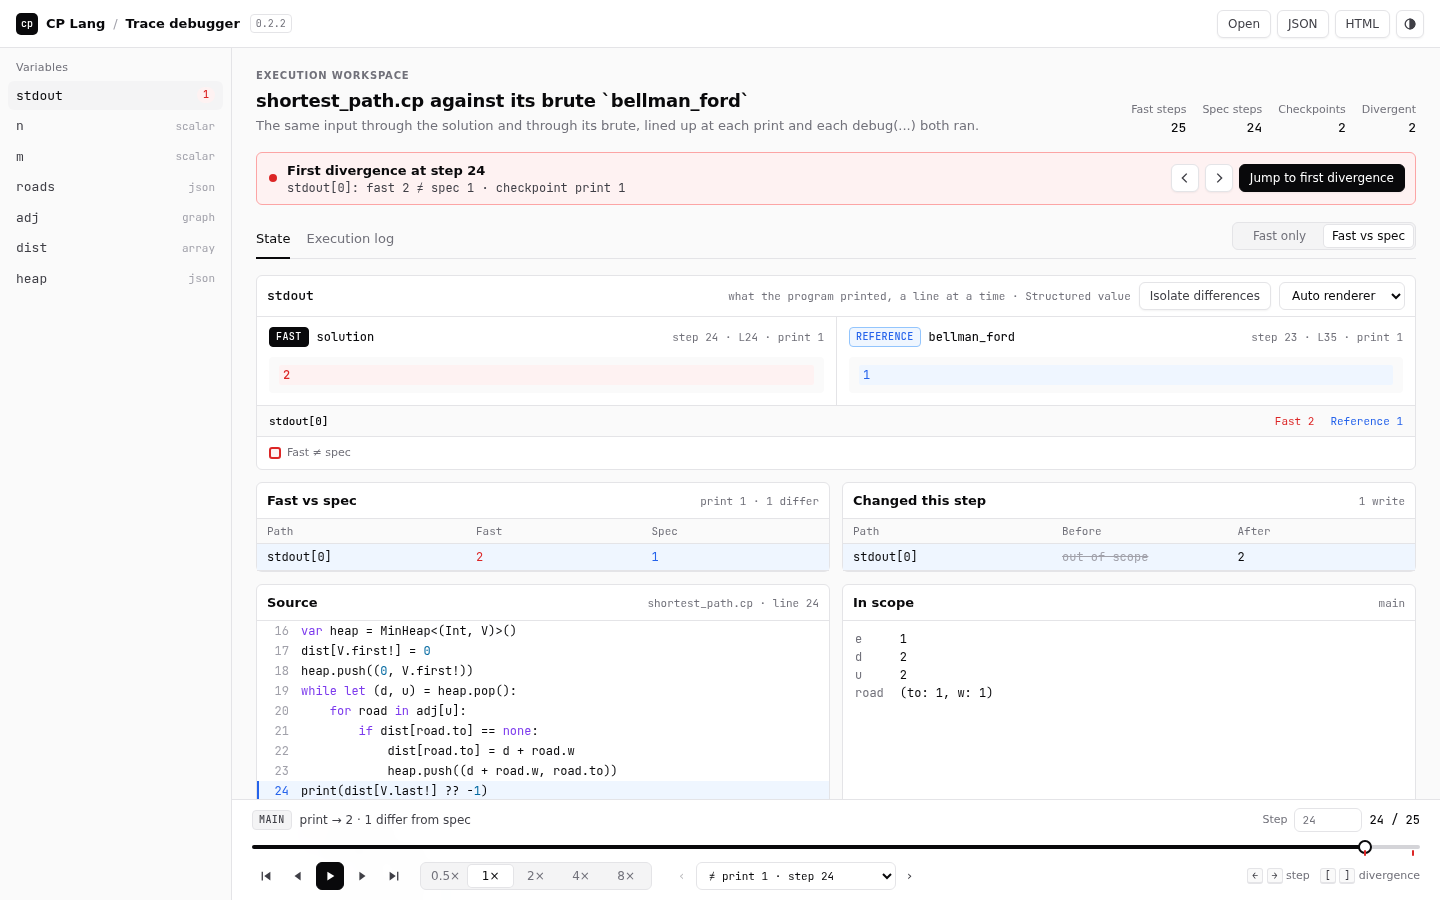 cp CP Lang / Trace debugger 0.2.2 Open JSON HTML
Variables
stdout 1
n scalar
m scalar
roads json
adj graph
dist array
heap json
EXECUTION WORKSPACE
shortest_path.cp against its brute `bellman_ford`
The same input through the solution and through its brute, lined up at each print and each debug(...) both ran.
Fast steps Spec steps Checkpoints Divergent
25 24 2 2
First divergence at step 24
stdout[0]: fast 2 ≠ spec 1 · checkpoint print 1
Jump to first divergence
State Execution log Fast only Fast vs spec
stdout what the program printed, a line at a time · Structured value Isolate differences Auto renderer
FAST solution step 24 · L24 · print 1
2
REFERENCE bellman_ford step 23 · L35 · print 1
1
stdout[0] Fast 2 Reference 1
Fast ≠ spec
Fast vs spec print 1 · 1 differ
Path Fast Spec
stdout[0] 2 1
Changed this step 1 write
Path Before After
stdout[0] out of scope 2
Source shortest_path.cp · line 24
16 var heap = MinHeap<(Int, V)>()
17 dist[V.first!] = 0
18 heap.push((0, V.first!))
19 while let (d, u) = heap.pop():
20 for road in adj[u]:
21 if dist[road.to] == none:
22 dist[road.to] = d + road.w
23 heap.push((d + road.w, road.to))
24 print(dist[V.last!] ?? -1)
In scope main
e 1
d 2
u 2
road (to: 1, w: 1)
MAIN print → 2 · 1 differ from spec Step 24 24 / 25
0.5× 1× 2× 4× 8× ‹ ≠ print 1 · step 24 › ← → step [ ] divergence